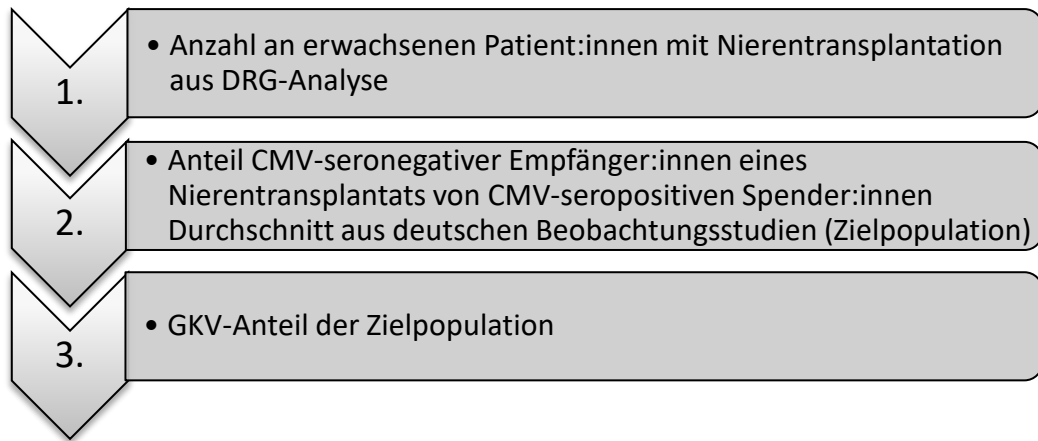 1.
• Anzahl an erwachsenen Patient:innen mit Nierentransplantation
aus DRG-Analyse
2.
• Anteil CMV-seronegativer Empfänger:innen eines
Nierentransplantats von CMV-seropositiven Spender:innen
Durchschnitt aus deutschen Beobachtungsstudien (Zielpopulation)
3.
• GKV-Anteil der Zielpopulation